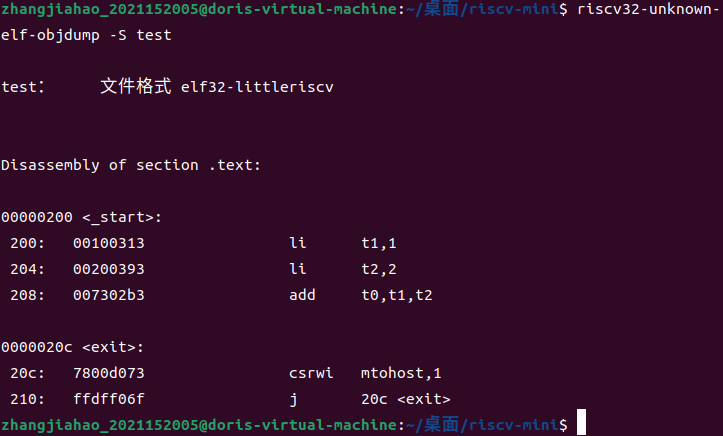 zhangjiahao_2021152005@doris-virtual-machine:~/桌面/riscv-mini$ riscv32-unknown-
elf-objdump -S test
test:     文件格式 elf32-littleriscv
Disassembly of section .text:
00000200 <_start>:
 200:   00100313                li      t1,1
 204:   00200393                li      t2,2
 208:   007302b3                add     t0,t1,t2
0000020c <exit>:
 20c:   7800d073                csrwi   mtohost,1
 210:   ffdff06f                j       20c <exit>
zhangjiahao_2021152005@doris-virtual-machine:~/桌面/riscv-mini$